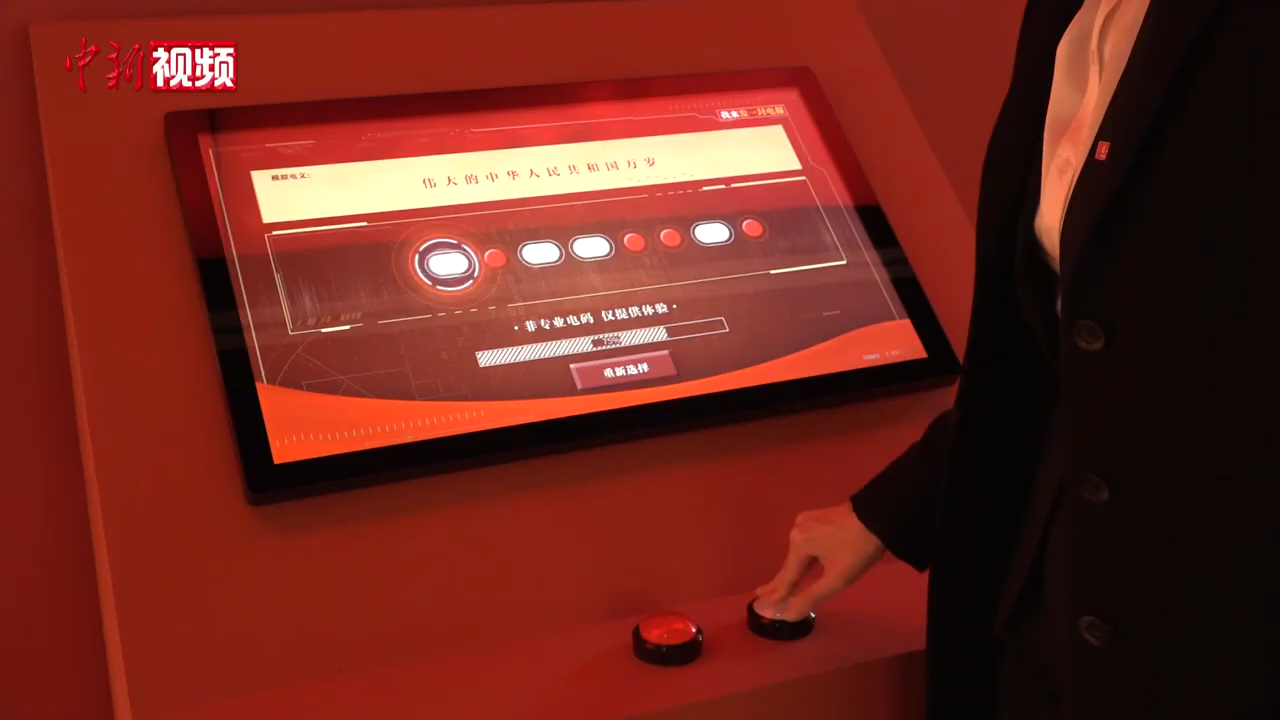 中新视频
我来发一封电报
模拟电文:
伟大的中华人民共和国万岁
·非专业电码 仅提供体验·
75%
重新选择